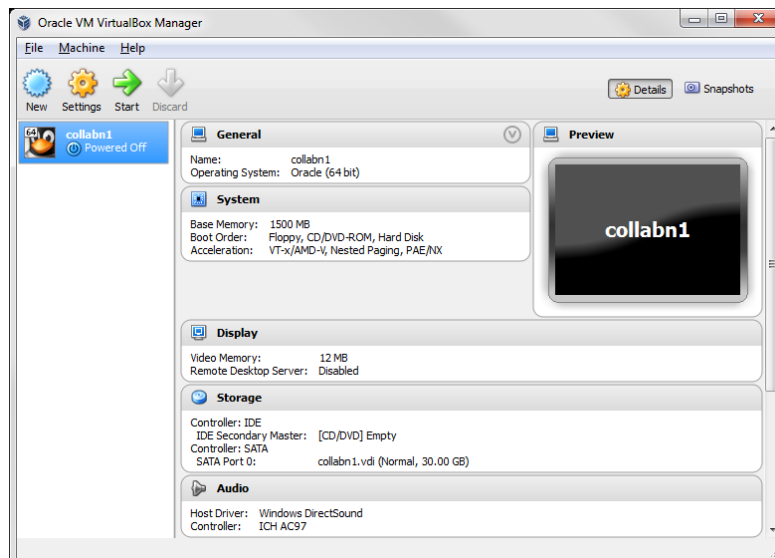 Oracle VM VirtualBox Manager
File Machine Help
New Settings Start Discard
Details Snapshots
64 collabn1
Powered Off
General
Name: collabn1
Operating System: Oracle (64 bit)
System
Base Memory: 1500 MB
Boot Order: Floppy, CD/DVD-ROM, Hard Disk
Acceleration: VT-x/AMD-V, Nested Paging, PAE/NX
Preview
collabn1
Display
Video Memory: 12 MB
Remote Desktop Server: Disabled
Storage
Controller: IDE
IDE Secondary Master: [CD/DVD] Empty
Controller: SATA
SATA Port 0: collabn1.vdi (Normal, 30.00 GB)
Audio
Host Driver: Windows DirectSound
Controller: ICH AC97